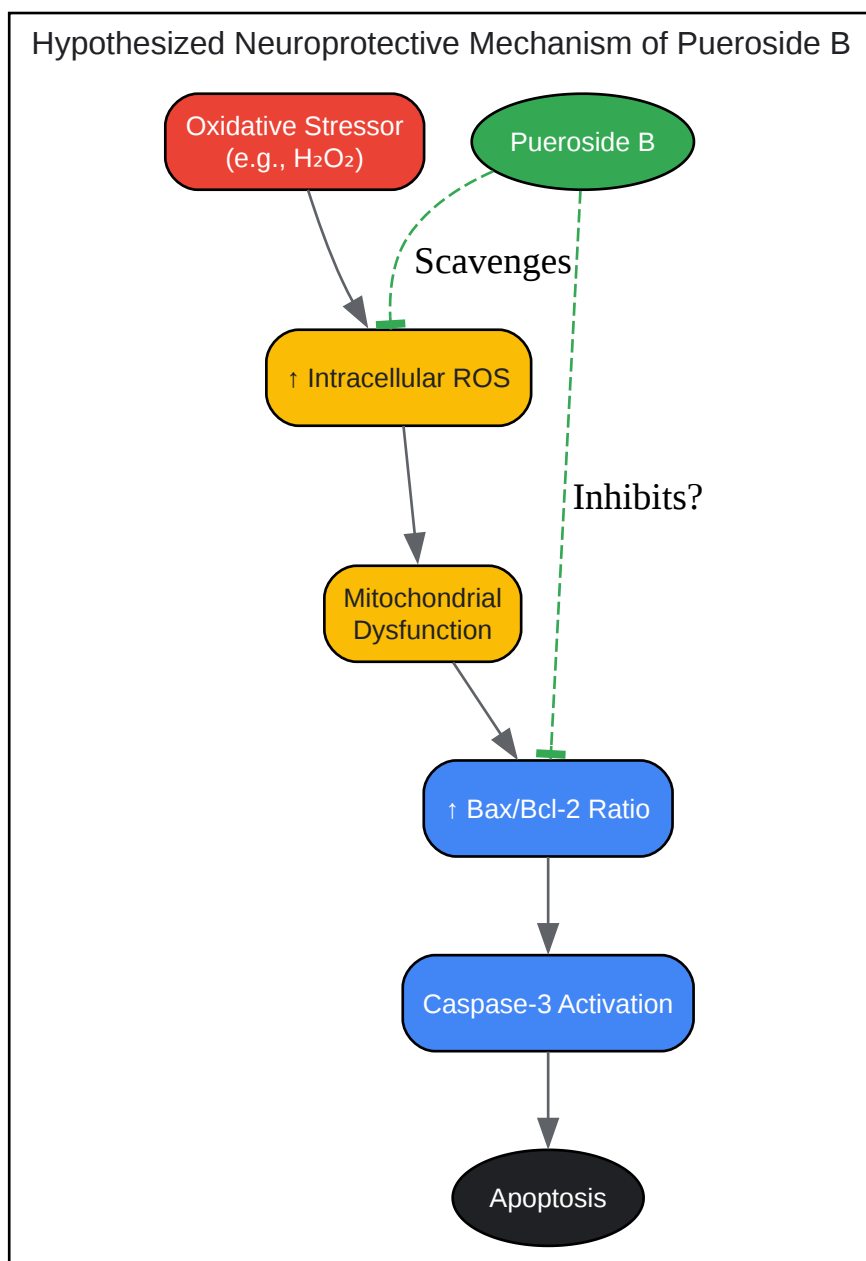 Hypothesized Neuroprotective Mechanism of Pueroside B
Oxidative Stressor
(e.g., H₂O₂)
Pueroside B
Scavenges
↑ Intracellular ROS
Inhibits?
Mitochondrial
Dysfunction
↑ Bax/Bcl-2 Ratio
Caspase-3 Activation
Apoptosis